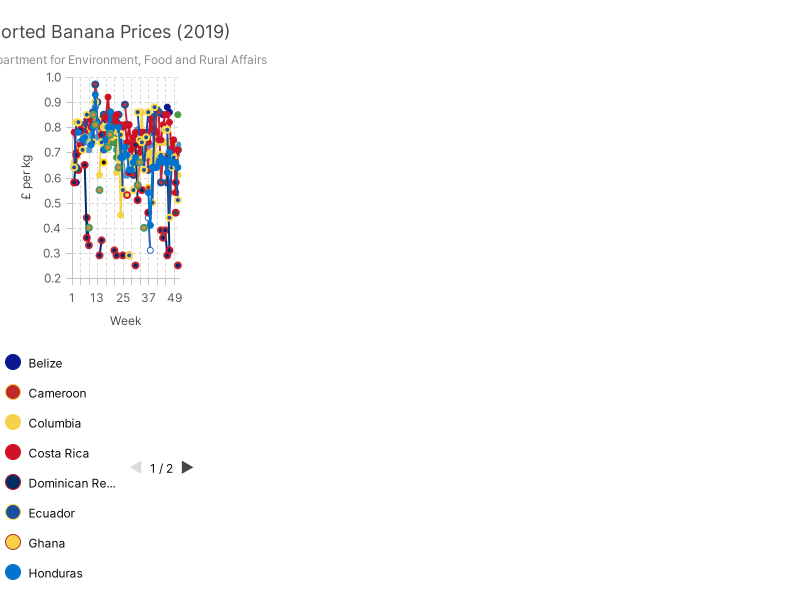 orted Banana Prices (2019)
partment for Environment, Food and Rural Affairs
1.0
0.9
0.8
0.7
0.6
0.5
0.4
0.3
0.2
£ per kg
1 13 25 37 49
Week
Belize
Cameroon
Columbia
Costa Rica
1 / 2
Dominican Re...
Ecuador
Ghana
Honduras